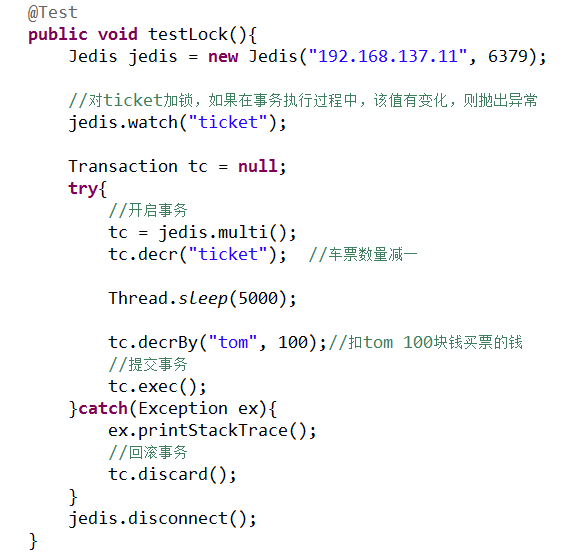 @Test
public void testLock(){
Jedis jedis = new Jedis("192.168.137.11", 6379);
//对ticket加锁，如果在事务执行过程中，该值有变化，则抛出异常
jedis.watch("ticket");
Transaction tc = null;
try{
//开启事务
tc = jedis.multi();
tc.decr("ticket");  //车票数量减一
Thread.sleep(5000);
tc.decrBy("tom", 100);//扣tom 100块钱买票的钱
//提交事务
tc.exec();
}catch(Exception ex){
ex.printStackTrace();
//回滚事务
tc.discard();
}
jedis.disconnect();
}